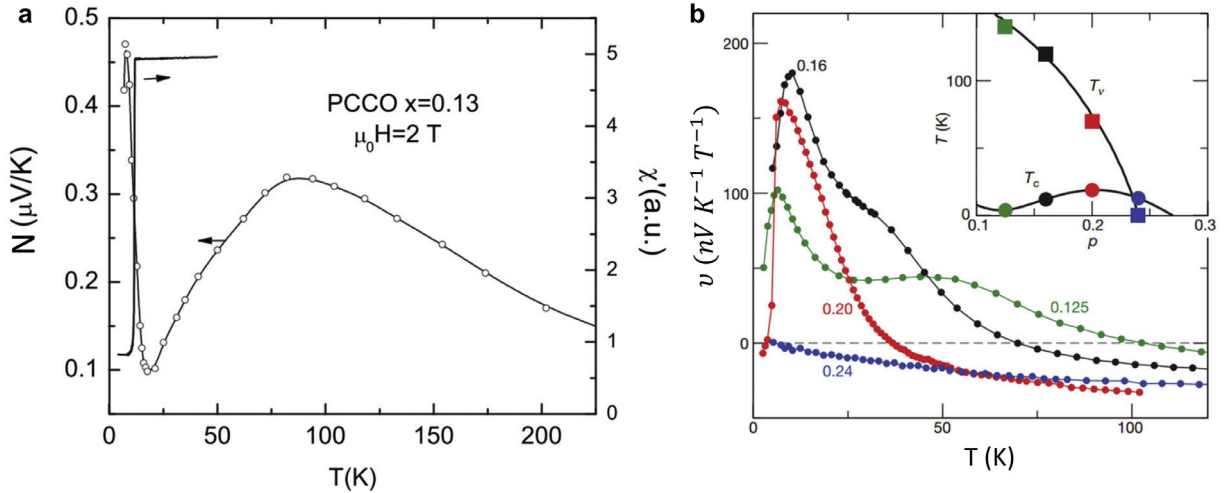 a
0.5
0.4
0.3
0.2
0.1
N (μV/K)
PCCO x=0.13
μ₀H=2 T
5
4
3
2
1
0
χ'(a.u.)
0
50
100
150
200
T(K)
b
200
100
0
υ (nV K⁻¹ T⁻¹)
0.16
0.125
0.20
0.24
0
50
100
T (K)
100
0
T (K)
Tν
Tc
0.1
0.2
0.3
p